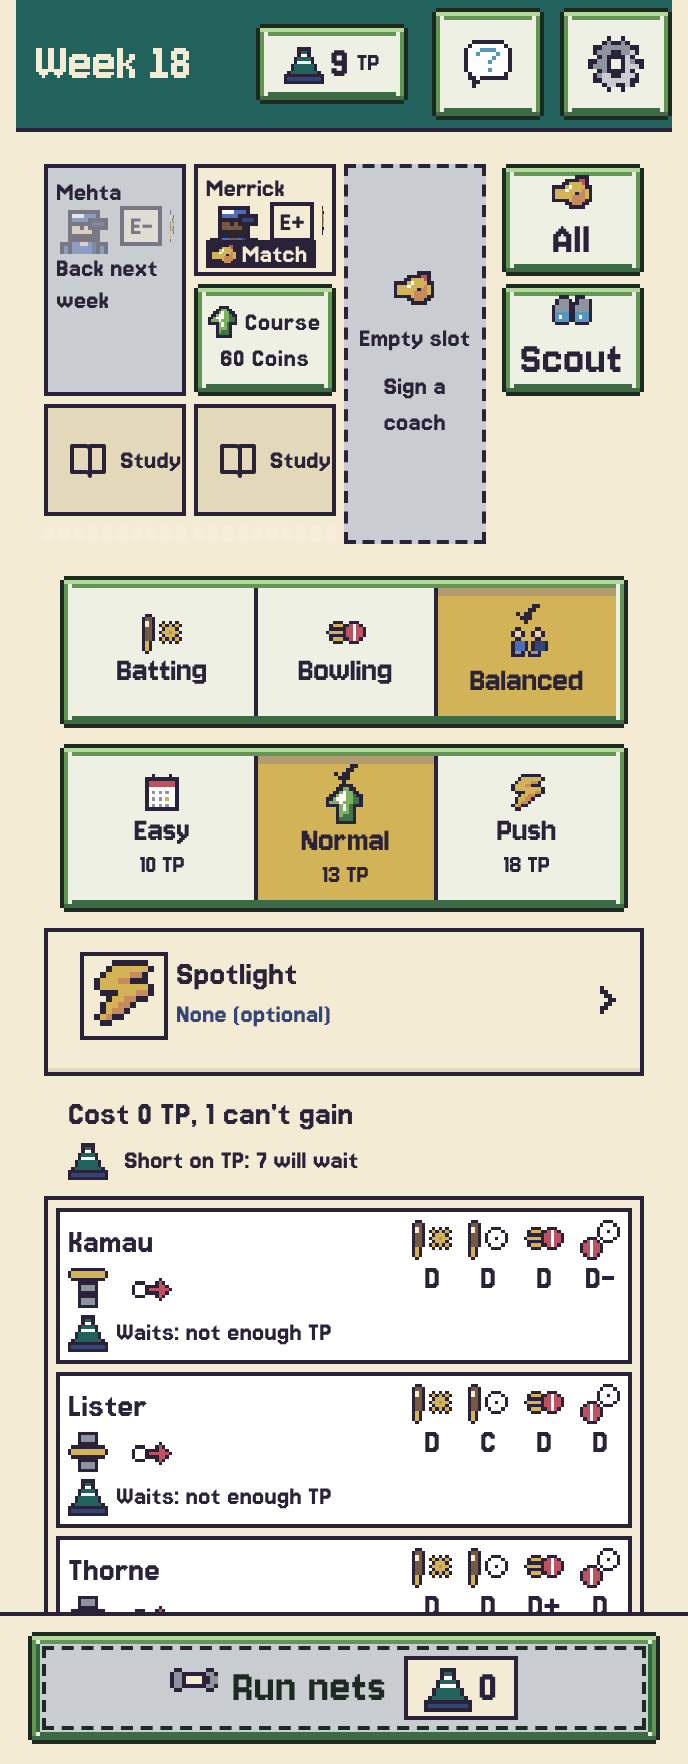 Week 18
9 TP
?
Mehta
E-
Back next
week
Merrick
E+
Match
Course
60 Coins
Empty slot
Sign a
coach
All
Scout
Study
Study
Batting
Bowling
Balanced
Easy
10 TP
Normal
13 TP
Push
18 TP
Spotlight
None (optional)
Cost 0 TP, 1 can't gain
Short on TP: 7 will wait
Kamau
D D D D-
Waits: not enough TP
Lister
D C D D
Waits: not enough TP
Thorne
D D D+ D
Run nets 0